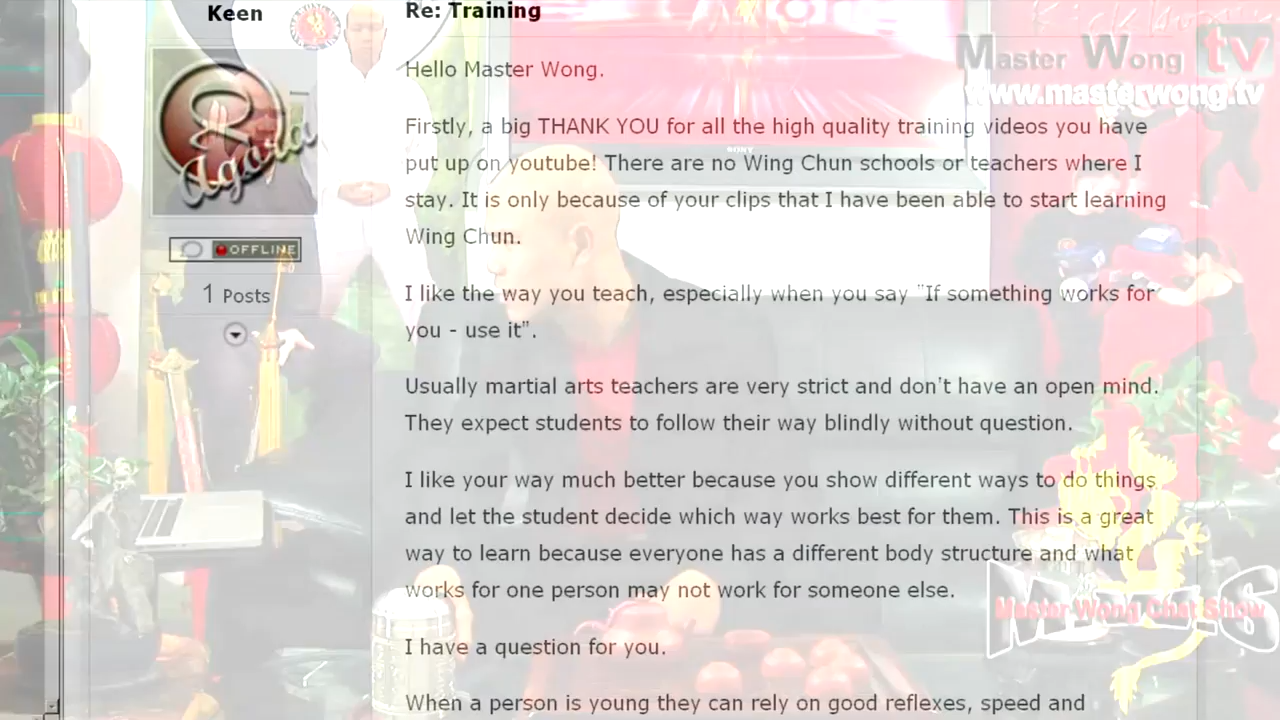 Keen
Re: Training
Master Wong tv
www.masterwong.tv
Hello Master Wong.
Agora
Firstly, a big THANK YOU for all the high quality training videos you have
put up on youtube! There are no Wing Chun schools or teachers where I
stay. It is only because of your clips that I have been able to start learning
Wing Chun.
SONY
OFFLINE
1 Posts
I like the way you teach, especially when you say "If something works for
you - use it".
Usually martial arts teachers are very strict and don't have an open mind.
They expect students to follow their way blindly without question.
I like your way much better because you show different ways to do things
and let the student decide which way works best for them. This is a great
way to learn because everyone has a different body structure and what
works for one person may not work for someone else.
Master Wong Chat Show
I have a question for you.
When a person is young they can rely on good reflexes, speed and